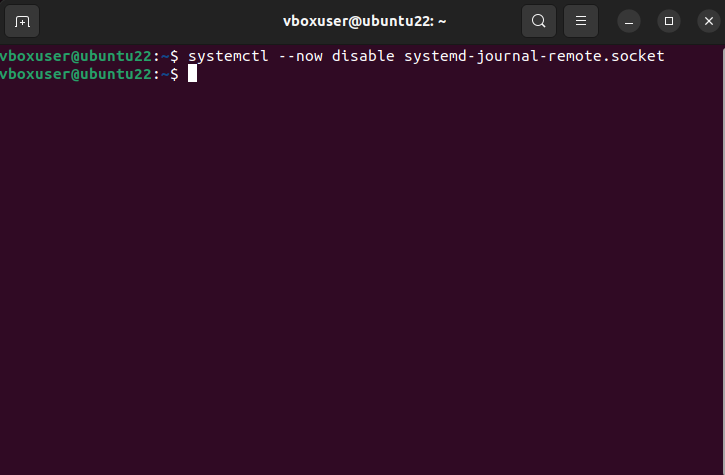 vboxuser@ubuntu22: ~
vboxuser@ubuntu22:~$ systemctl --now disable systemd-journal-remote.socket
vboxuser@ubuntu22:~$